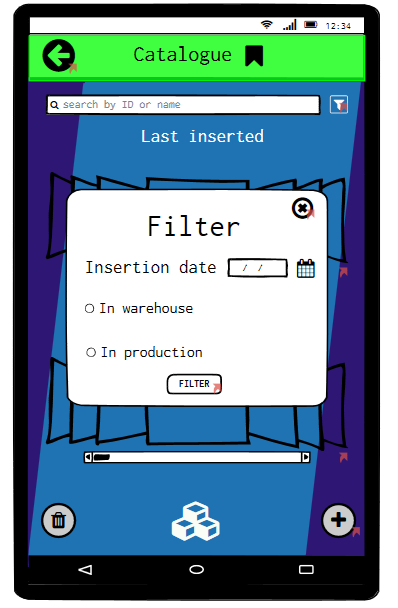 12:34
Catalogue
search by ID or name
Last inserted
Filter
Insertion date / /
In warehouse
In production
FILTER